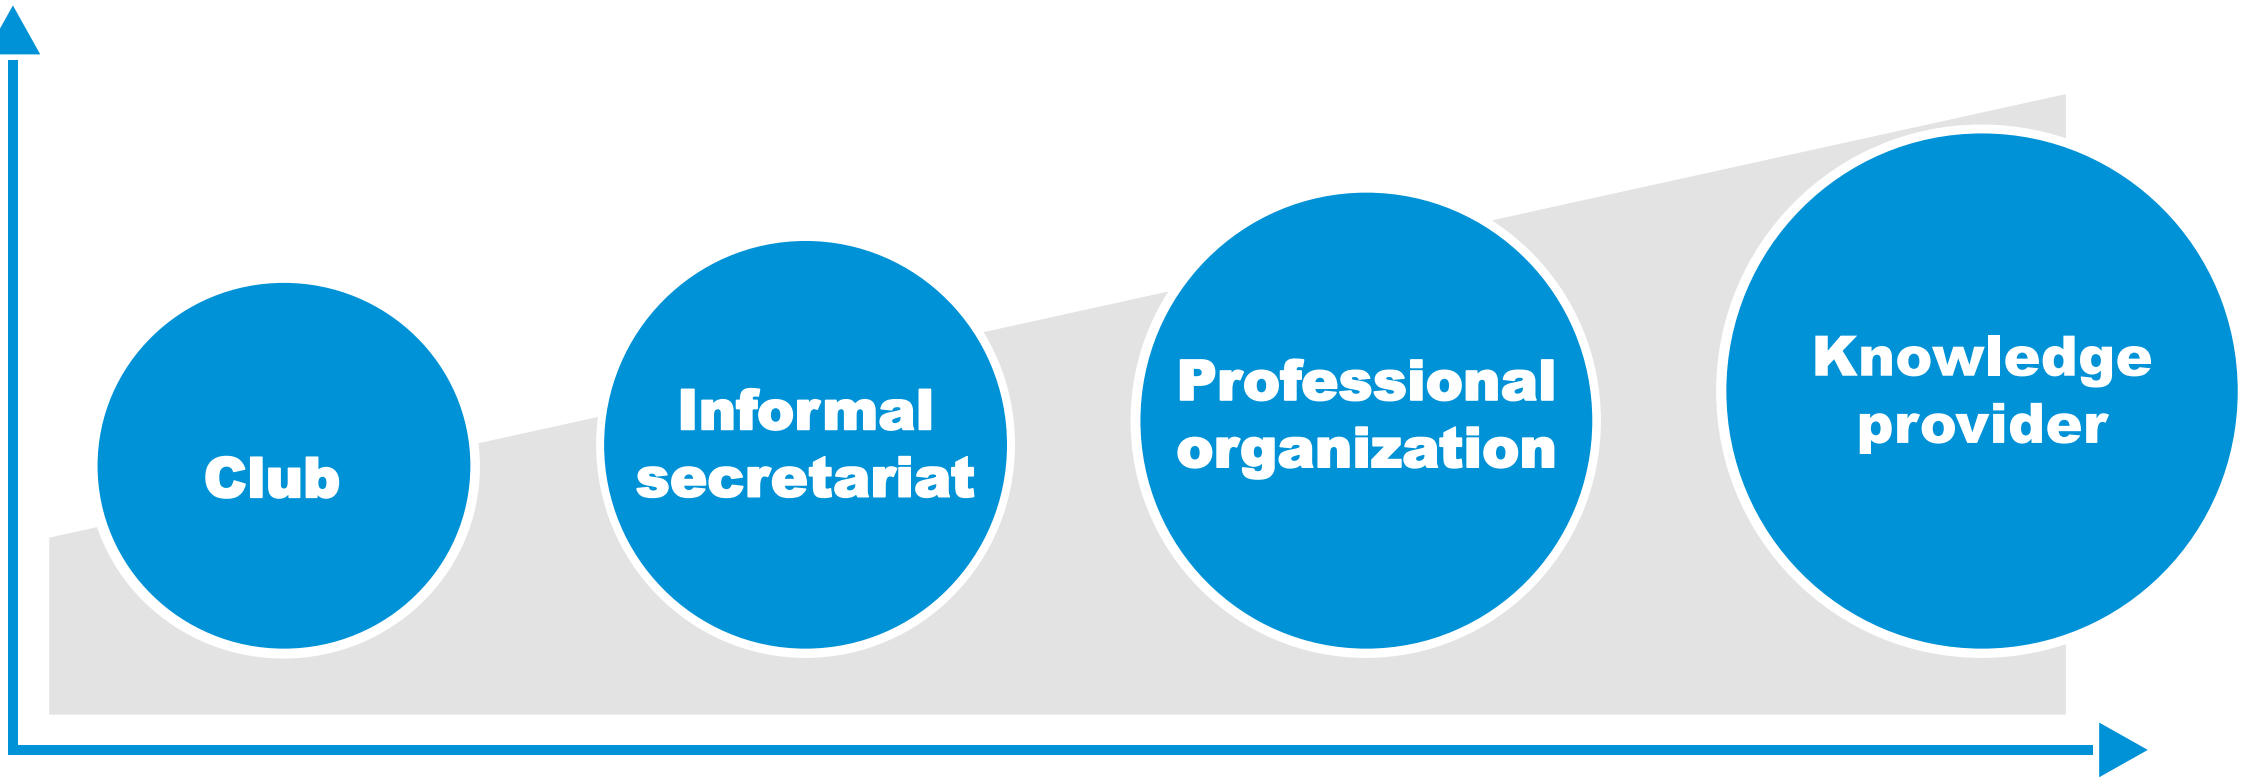 Club
Informal
secretariat
Professional
organization
Knowledge
provider